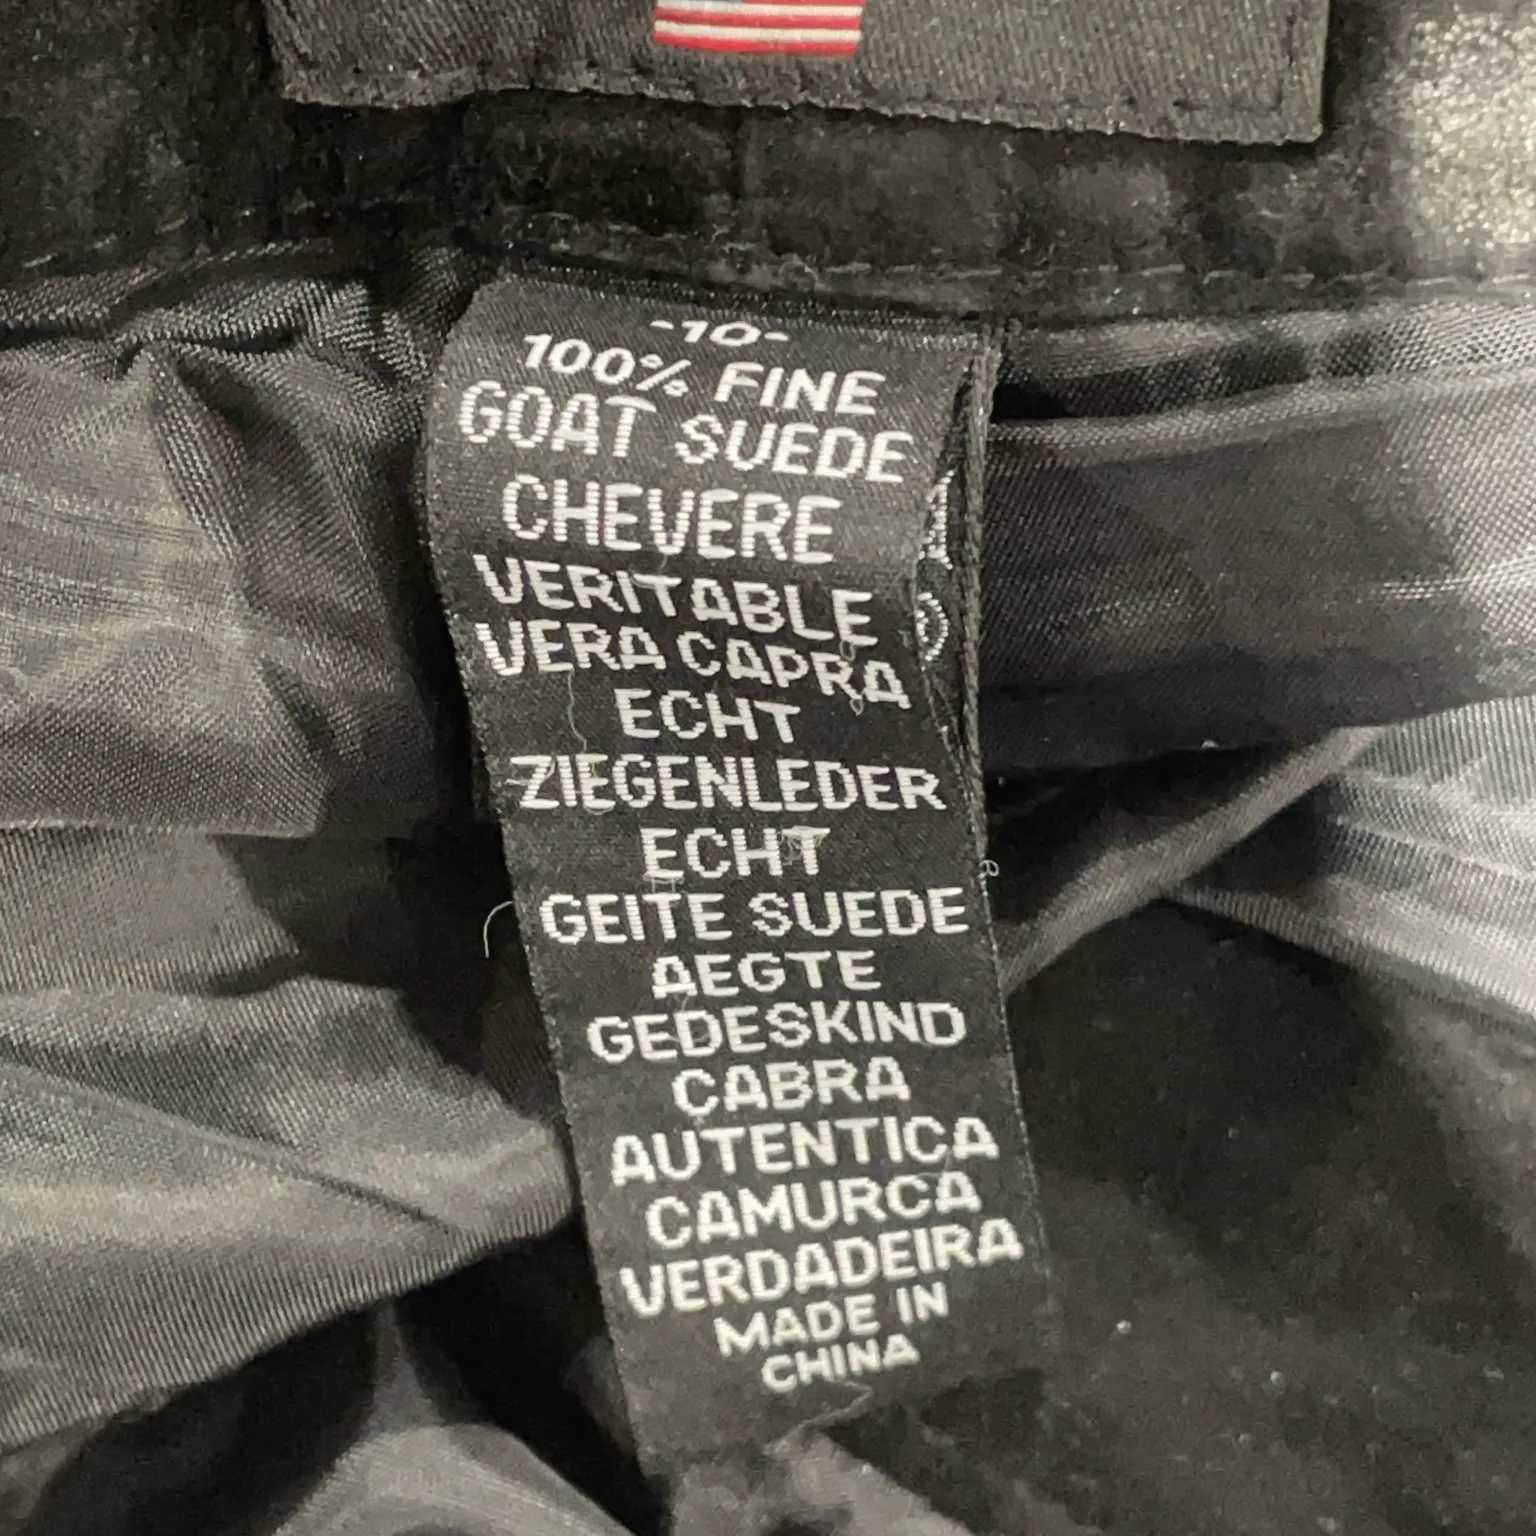 -10-
100% FINE
GOAT SUEDE
CHEVERE
VERITABLE
VERA CAPRA
ECHT
ZIEGENLEDER
ECHT
GEITE SUEDE
AEGTE
GEDESKIND
CABRA
AUTENTICA
CAMURCA
VERDADEIRA
MADE IN
CHINA